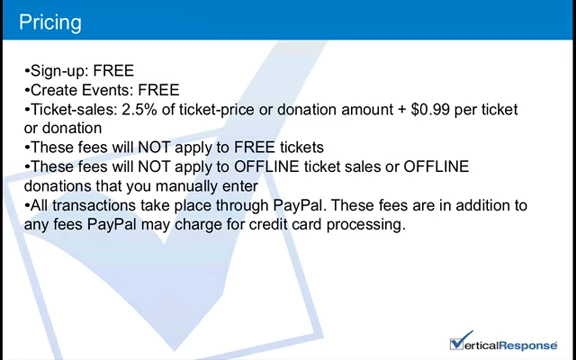 Pricing
•Sign-up: FREE
•Create Events: FREE
•Ticket-sales: 2.5% of ticket-price or donation amount + $0.99 per ticket
or donation
•These fees will NOT apply to FREE tickets
•These fees will NOT apply to OFFLINE ticket sales or OFFLINE
donations that you manually enter
•All transactions take place through PayPal. These fees are in addition to
any fees PayPal may charge for credit card processing.
VerticalResponse